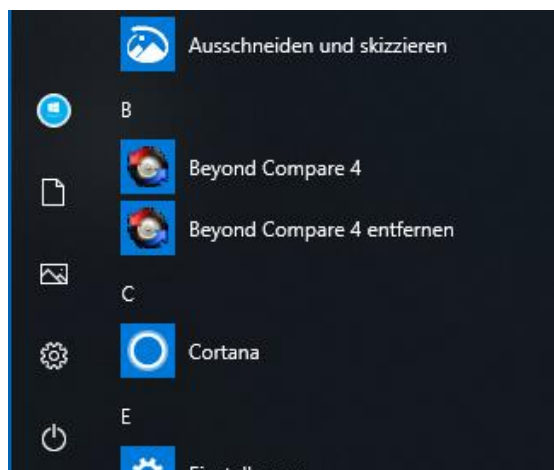 Ausschneiden und skizzieren
B
Beyond Compare 4
Beyond Compare 4 entfernen
C
Cortana
E